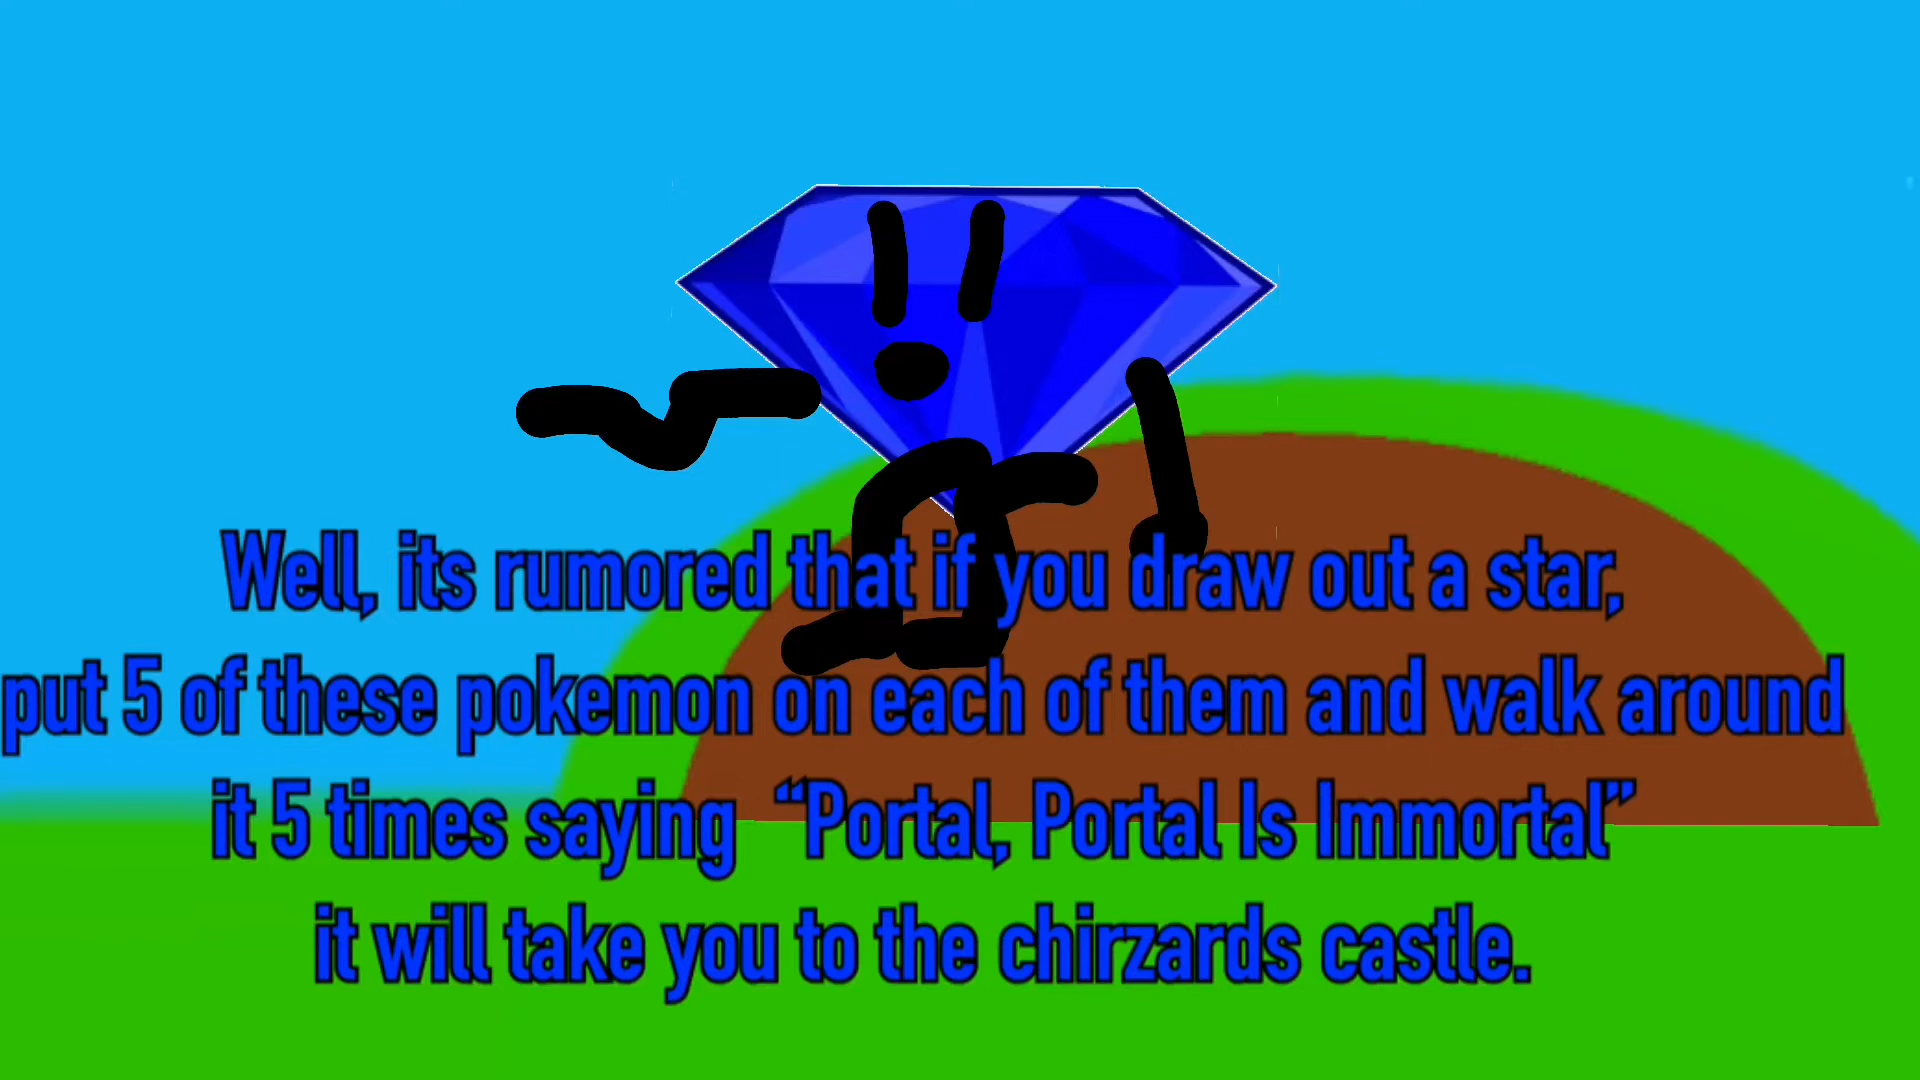 Well, its rumored that if you draw out a star,
put 5 of these pokemon on each of them and walk around
it 5 times saying “Portal, Portal Is Immortal”
it will take you to the chirzards castle.